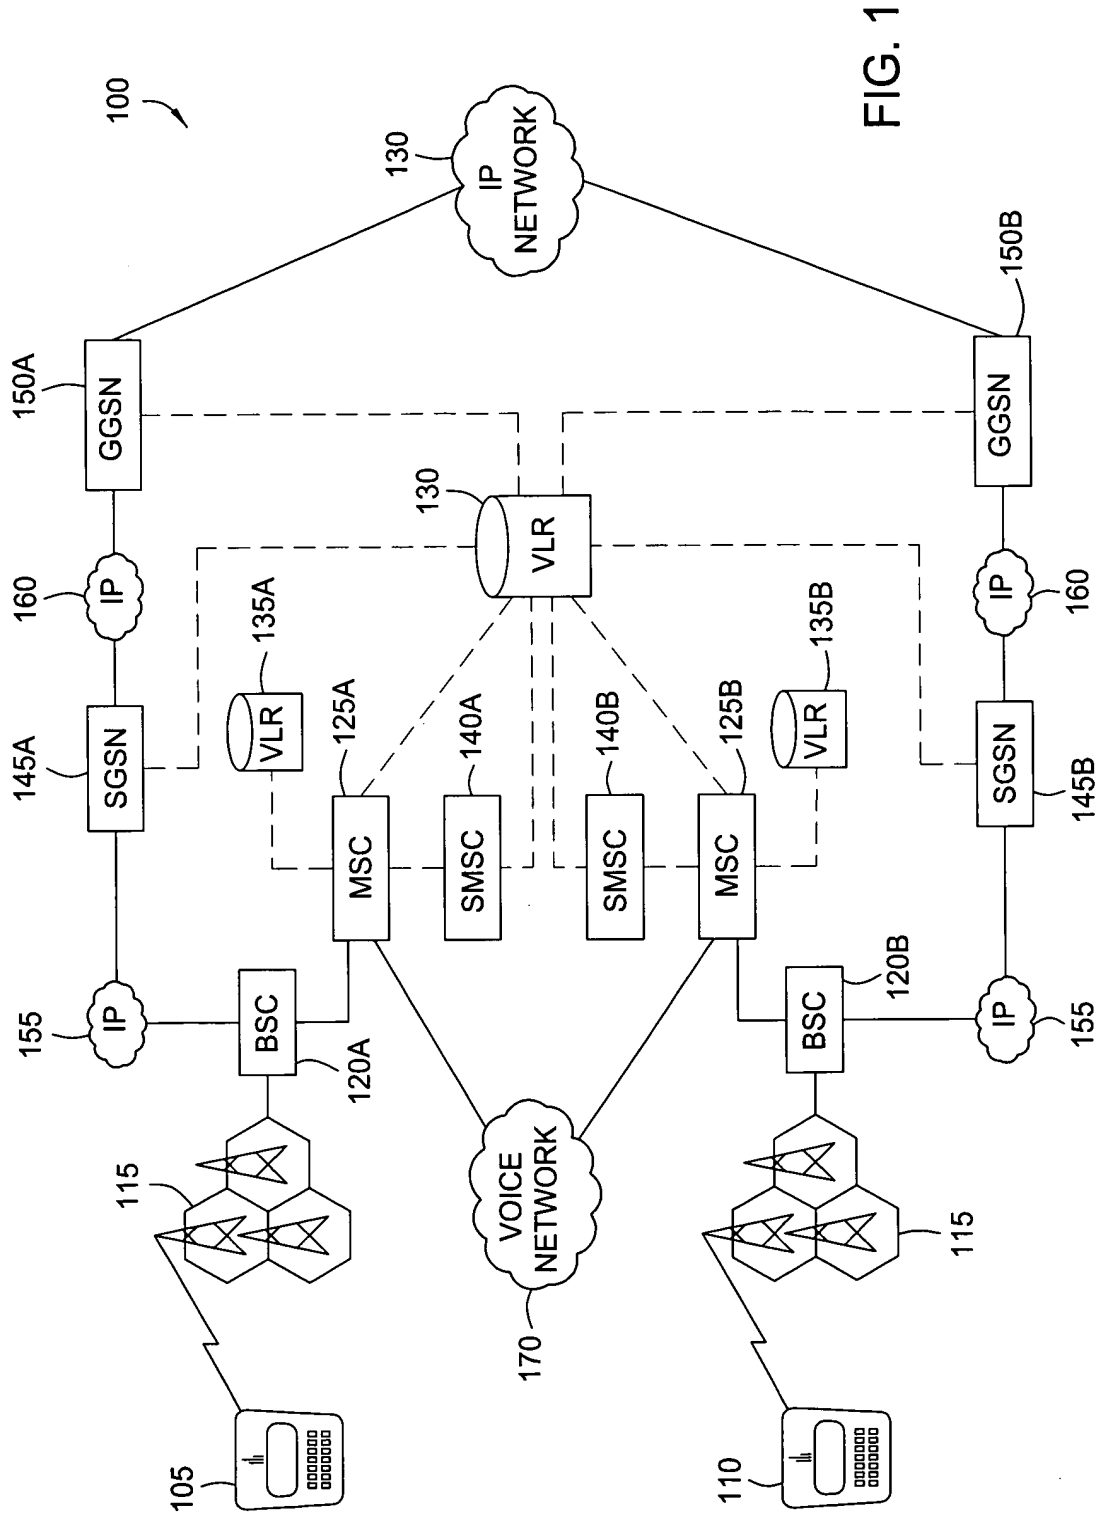 155
145A
160
150A
IP
SGSN
IP
GGSN
100
115
105
BSC
VLR
135A
120A
MSC
125A
130
130
SMSC
140A
IP
NETWORK
VOICE
NETWORK
170
VLR
SMSC
140B
110
MSC
125B
BSC
VLR
135B
FIG. 1
120B
115
IP
SGSN
IP
GGSN
150B
155
145B
160